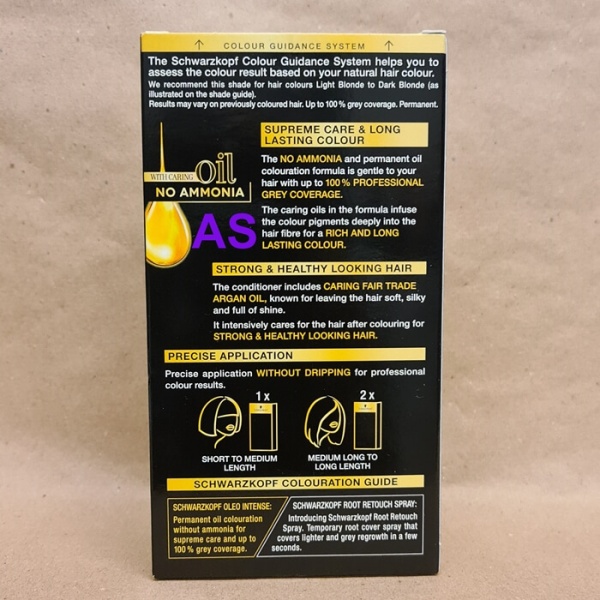 ↑ COLOUR GUIDANCE SYSTEM ↑
The Schwarzkopf Colour Guidance System helps you to
assess the colour result based on your natural hair colour.
We recommend this shade for hair colours Light Blonde to Dark Blonde (as
illustrated on the shade guide).
Results may vary on previously coloured hair. Up to 100 % grey coverage. Permanent.
WITH CARING oil
NO AMMONIA
AS
SUPREME CARE & LONG
LASTING COLOUR
The NO AMMONIA and permanent oil
colouration formula is gentle to your
hair with up to 100 % PROFESSIONAL
GREY COVERAGE.
The caring oils in the formula infuse
the colour pigments deeply into the
hair fibre for a RICH AND LONG
LASTING COLOUR.
STRONG & HEALTHY LOOKING HAIR
The conditioner includes CARING FAIR TRADE
ARGAN OIL, known for leaving the hair soft, silky
and full of shine.
It intensively cares for the hair after colouring for
STRONG & HEALTHY LOOKING HAIR.
PRECISE APPLICATION
Precise application WITHOUT DRIPPING for professional
colour results.
1 x
2 x
SHORT TO MEDIUM
LENGTH
MEDIUM LONG TO
LONG LENGTH
SCHWARZKOPF COLOURATION GUIDE
SCHWARZKOPF OLEO INTENSE:
Permanent oil colouration
without ammonia for
supreme care and up to
100 % grey coverage.
SCHWARZKOPF ROOT RETOUCH SPRAY:
Introducing Schwarzkopf Root Retouch
Spray. Temporary root cover spray that
covers lighter and grey regrowth in a few
seconds.